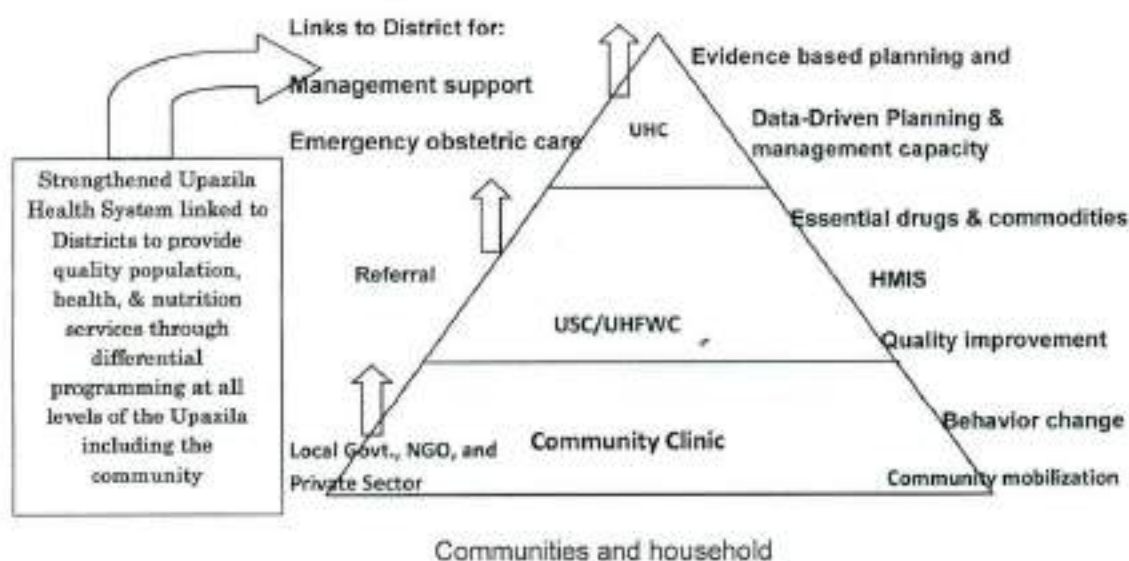 Links to District for:
Management support
Emergency obstetric care
Referral
Local Govt., NGO, and
Private Sector
Strengthened Upazila
Health System linked to
Districts to provide
quality population,
health, & nutrition
services through
differential
programming at all
levels of the Upazila
including the
community
UHC
USC/UHFWC
Community Clinic
Evidence based planning and
Data-Driven Planning &
management capacity
Essential drugs & commodities
HMIS
Quality improvement
Behavior change
Community mobilization
Communities and household